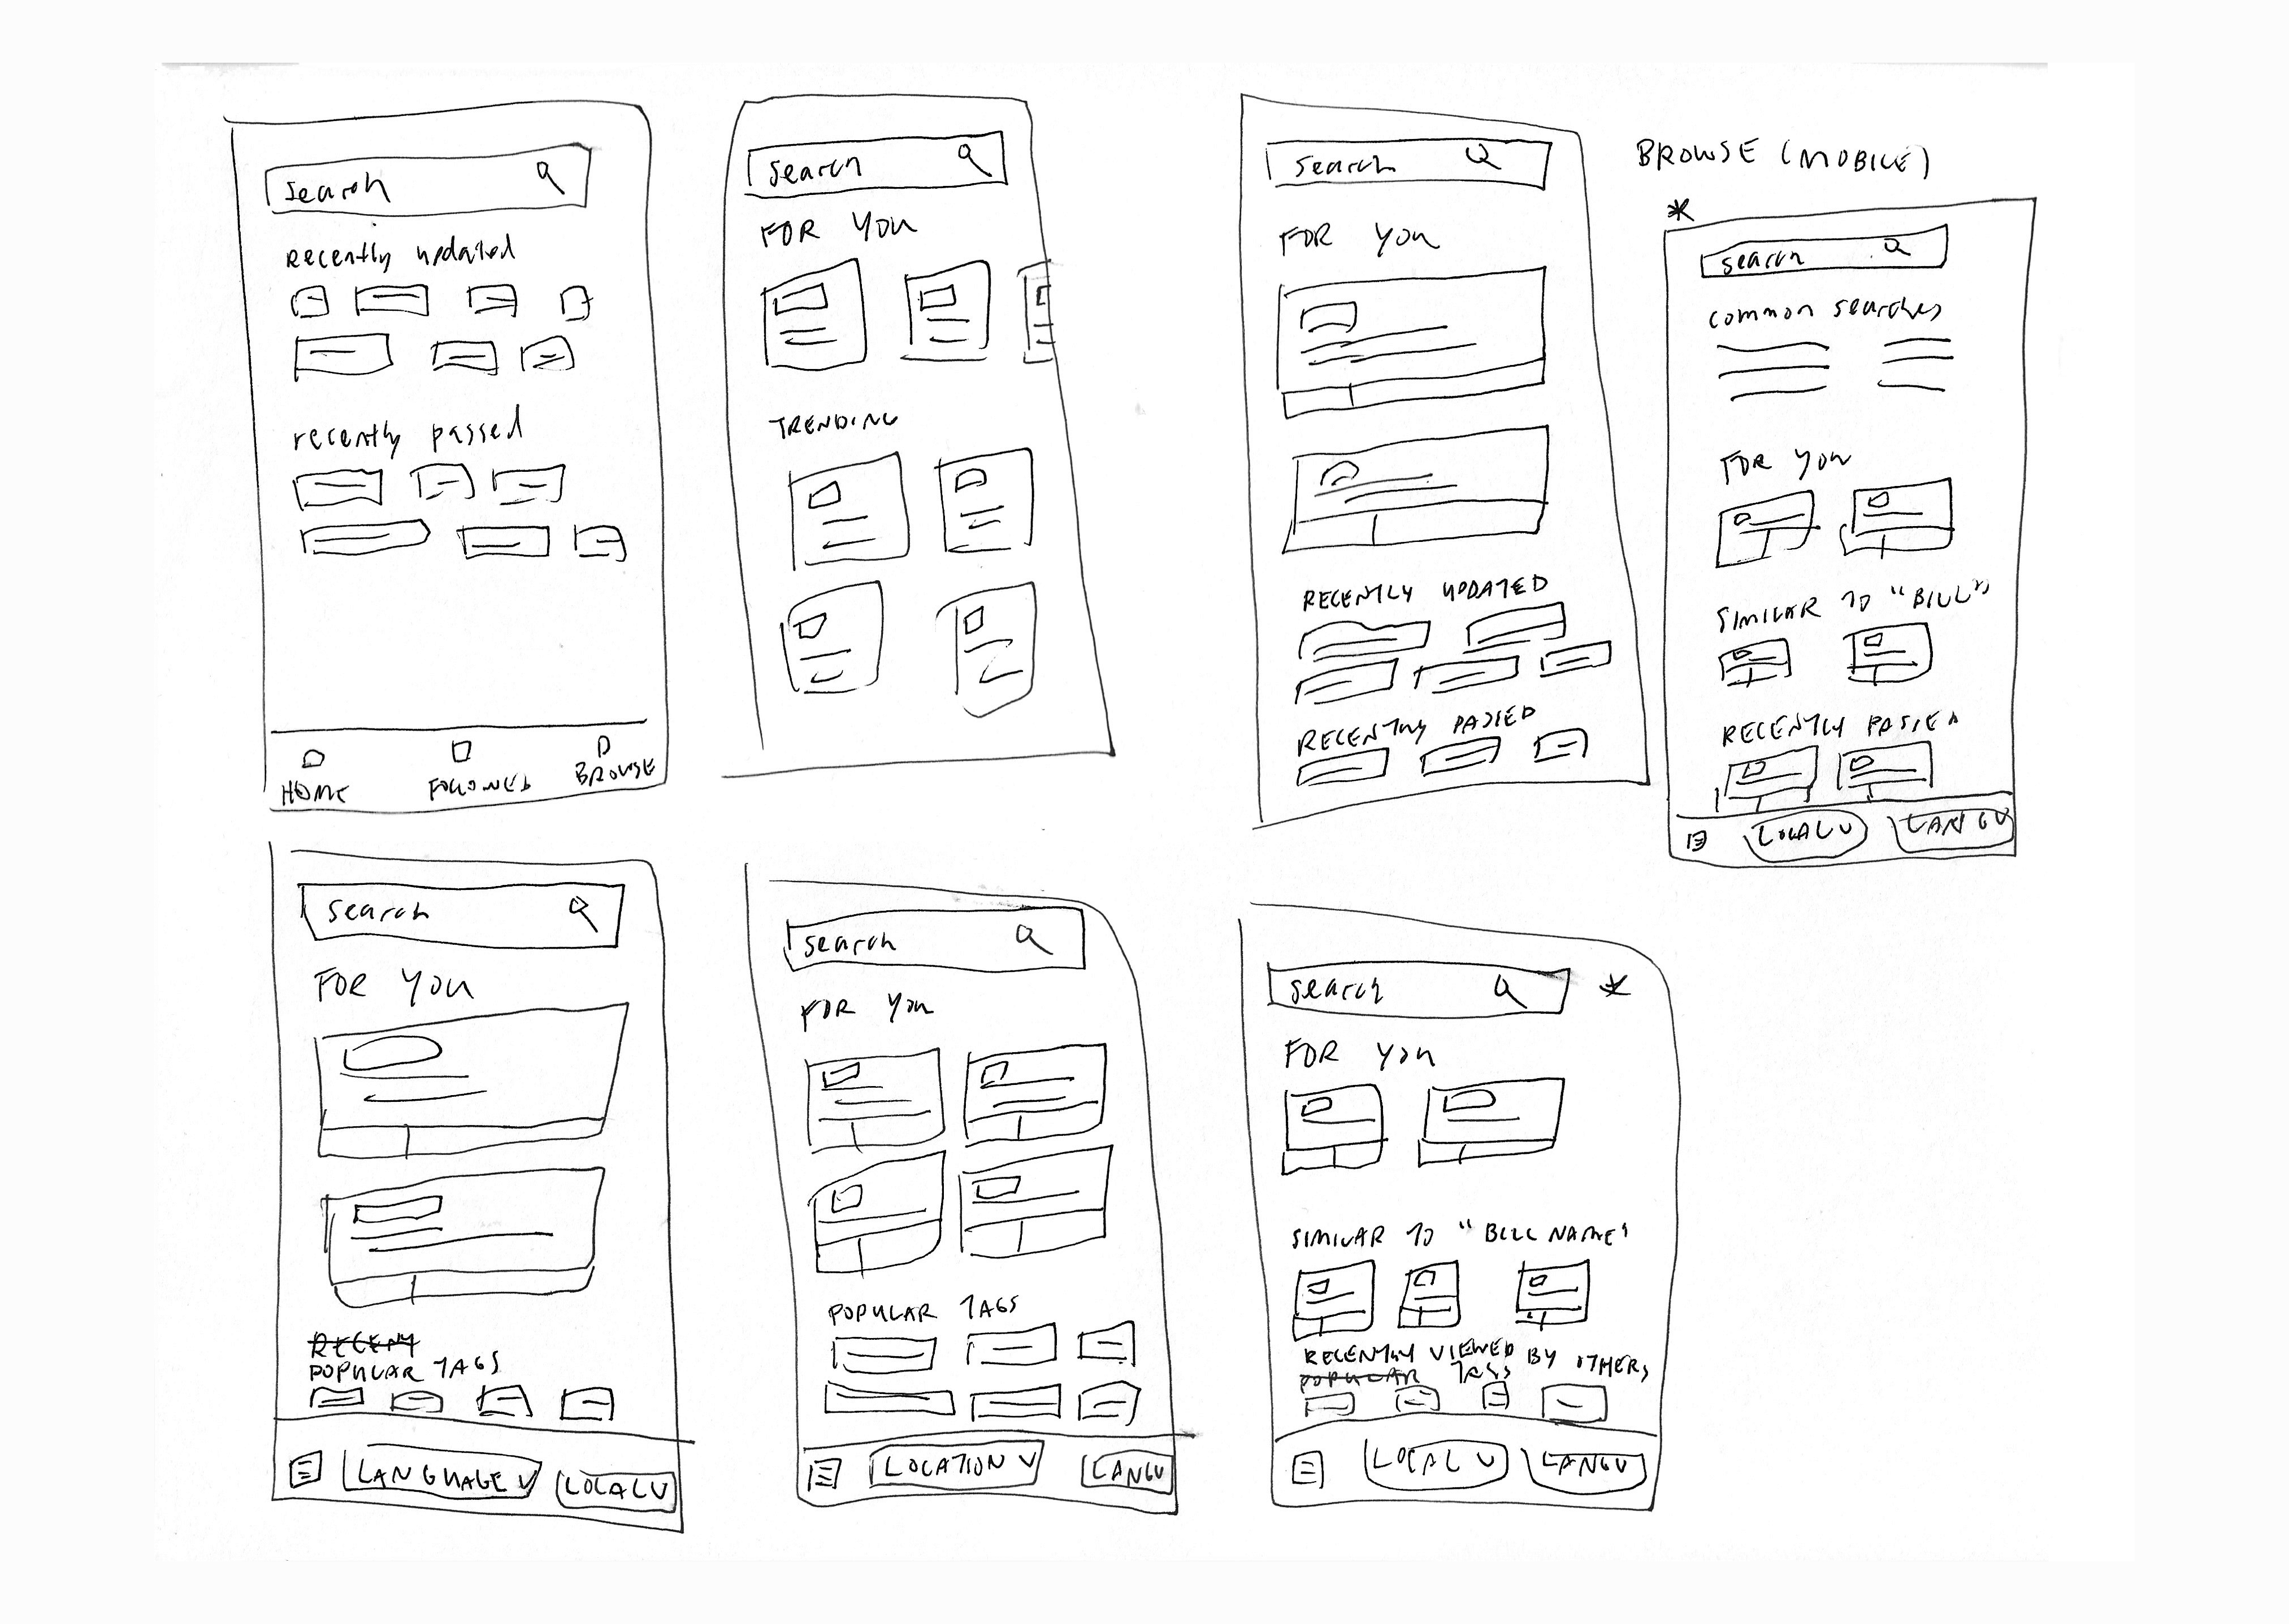 search
recently updated
recently passed
HOME FOLLOWED BROWSE
search
FOR YOU
TRENDING
search
FOR YOU
RECENTLY UPDATED
RECENTLY PASSED
BROWSE (MOBILE)
*
search
common searches
FOR YOU
SIMILAR TO "BILL"
RECENTLY PASSED
LOCAL V LANG V
search
FOR YOU
RECENT
POPULAR TAGS
LANGUAGE V LOCAL V
search
FOR YOU
POPULAR TAGS
LOCATION V LANG V
search *
FOR YOU
SIMILAR TO "BILL NAME"
RECENTLY VIEWED BY OTHERS
POPULAR TAGS
LOCAL V LANG V